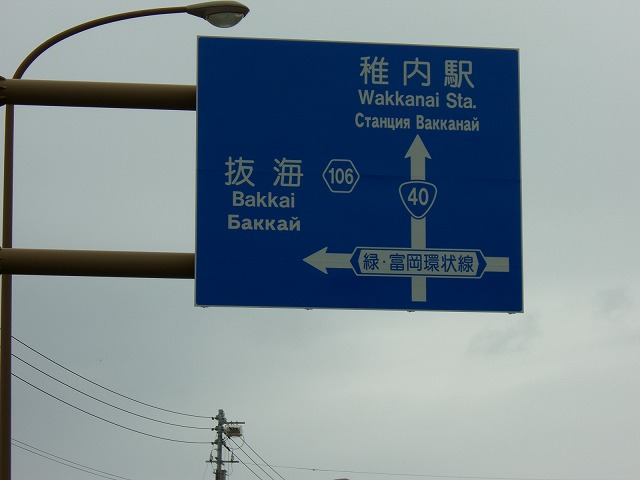 稚内駅
Wakkanai Sta.
Станция Вакканай
抜海
106
Bakkai
Баккай
40
緑・富岡環状線